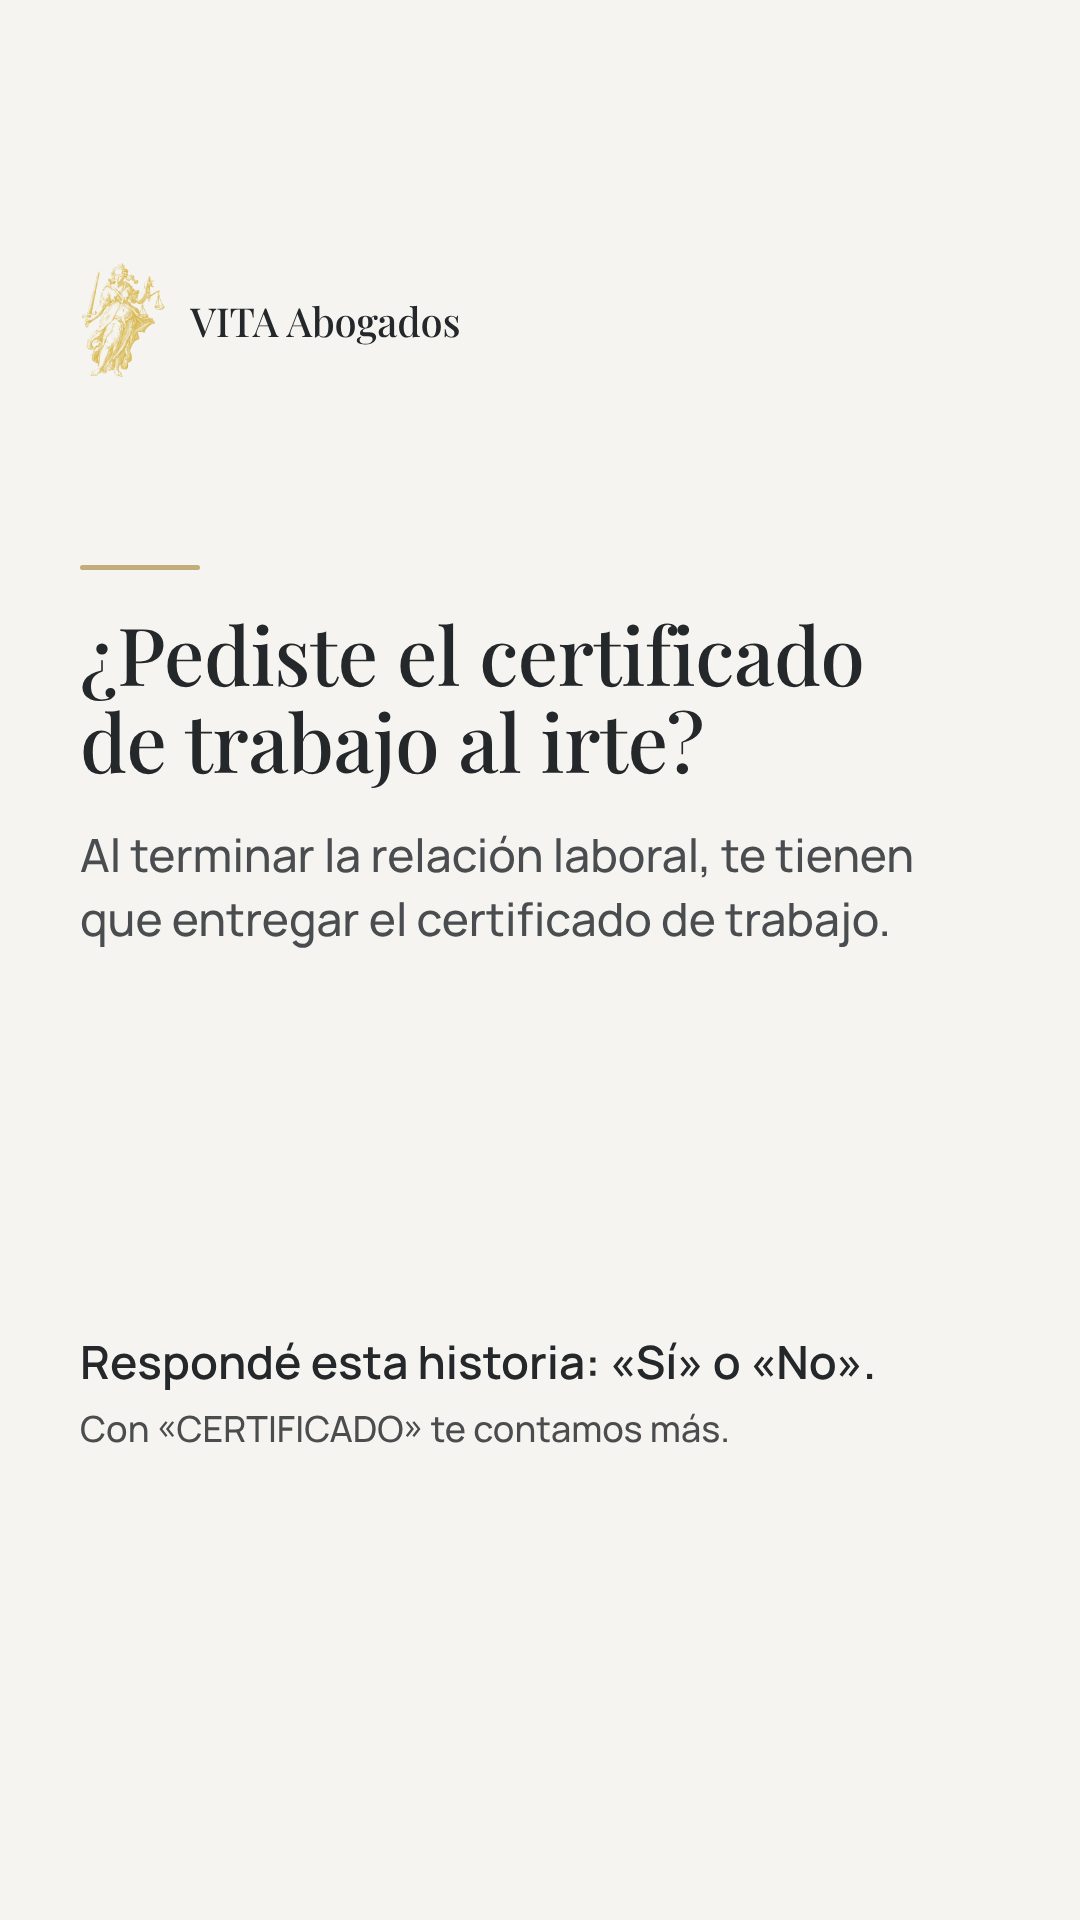 VITA Abogados
¿Pediste el certificado
de trabajo al irte?
Al terminar la relación laboral, te tienen
que entregar el certificado de trabajo.
Respondé esta historia: «Sí» o «No».
Con «CERTIFICADO» te contamos más.